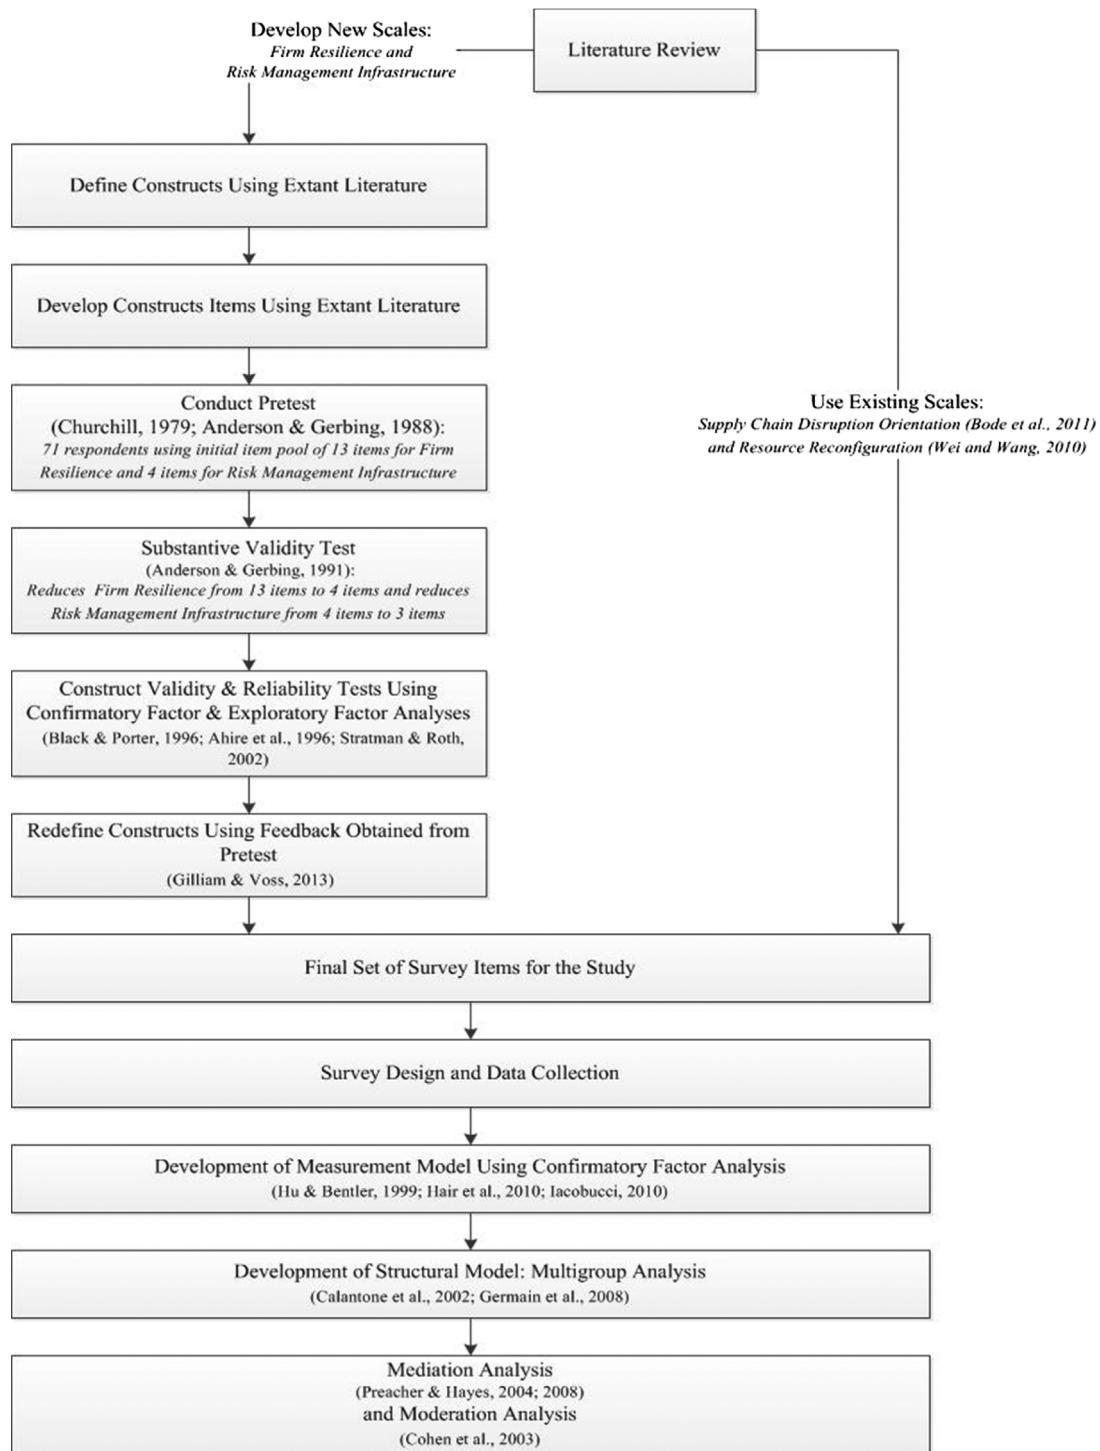 Develop New Scales:
Firm Resilience and
Risk Management Infrastructure
Literature Review
Define Constructs Using Extant Literature
Develop Constructs Items Using Extant Literature
Conduct Pretest
(Churchill, 1979; Anderson & Gerbing, 1988):
71 respondents using initial item pool of 13 items for Firm
Resilience and 4 items for Risk Management Infrastructure
Use Existing Scales:
Supply Chain Disruption Orientation (Bode et al., 2011)
and Resource Reconfiguration (Wei and Wang, 2010)
Substantive Validity Test
(Anderson & Gerbing, 1991):
Reduces Firm Resilience from 13 items to 4 items and reduces
Risk Management Infrastructure from 4 items to 3 items
Construct Validity & Reliability Tests Using
Confirmatory Factor & Exploratory Factor Analyses
(Black & Porter, 1996; Ahire et al., 1996; Stratman & Roth,
2002)
Redefine Constructs Using Feedback Obtained from
Pretest
(Gilliam & Voss, 2013)
Final Set of Survey Items for the Study
Survey Design and Data Collection
Development of Measurement Model Using Confirmatory Factor Analysis
(Hu & Bentler, 1999; Hair et al., 2010; Iacobucci, 2010)
Development of Structural Model: Multigroup Analysis
(Calantone et al., 2002; Germain et al., 2008)
Mediation Analysis
(Preacher & Hayes, 2004; 2008)
and Moderation Analysis
(Cohen et al., 2003)